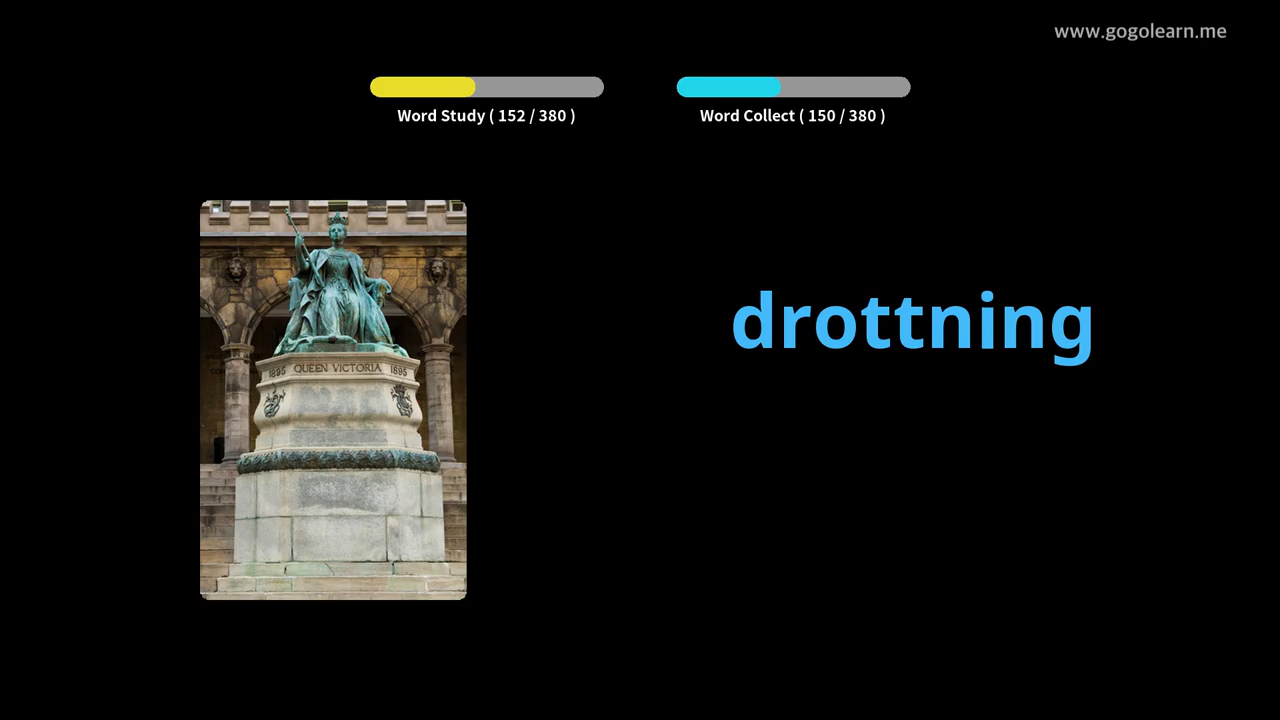 www.gogolearn.me
Word Study ( 152 / 380 )
Word Collect ( 150 / 380 )
drottning
1895 QUEEN VICTORIA 1895